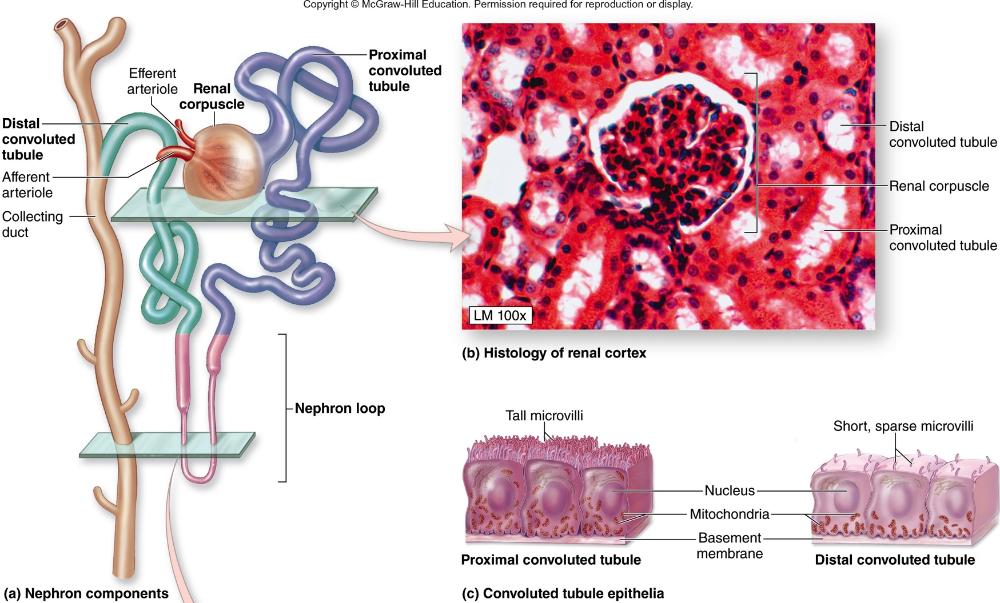 Copyright © McGraw-Hill Education. Permission required for reproduction or display.
Efferent
arteriole
Renal
corpuscle
Proximal
convoluted
tubule
Distal
convoluted
tubule
Afferent
arteriole
Collecting
duct
Nephron loop
(a) Nephron components
Distal
convoluted tubule
Renal corpuscle
Proximal
convoluted tubule
LM 100x
(b) Histology of renal cortex
Tall microvilli
Short, sparse microvilli
Nucleus
Mitochondria
Basement
membrane
Proximal convoluted tubule
Distal convoluted tubule
(c) Convoluted tubule epithelia